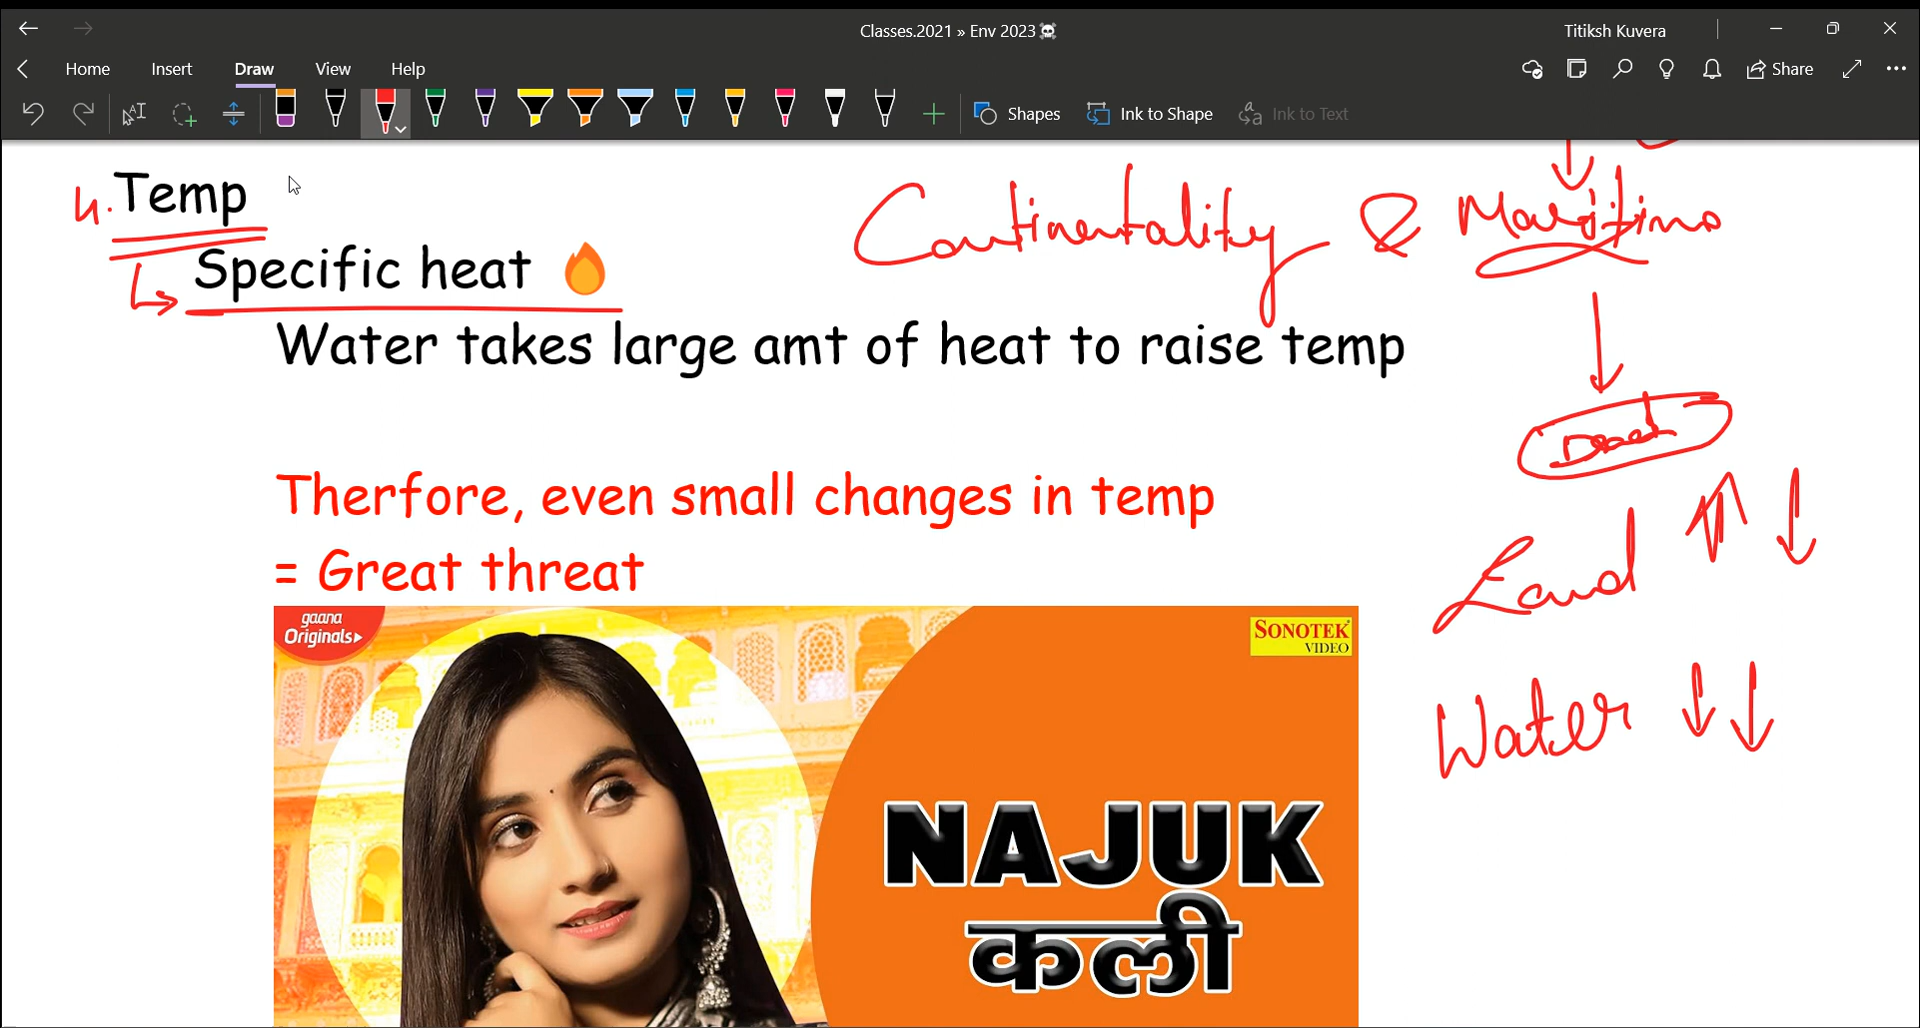 Classes.2021 » Env 2023
Titiksh Kuvera
Home Insert Draw View Help
Share
Shapes Ink to Shape Ink to Text
4. Temp
Continentality & Maritime
Specific heat
Water takes large amt of heat to raise temp
Therfore, even small changes in temp
= Great threat
Land
Water
gaana
Originals
SONOTEK
VIDEO
NAJUK
कली